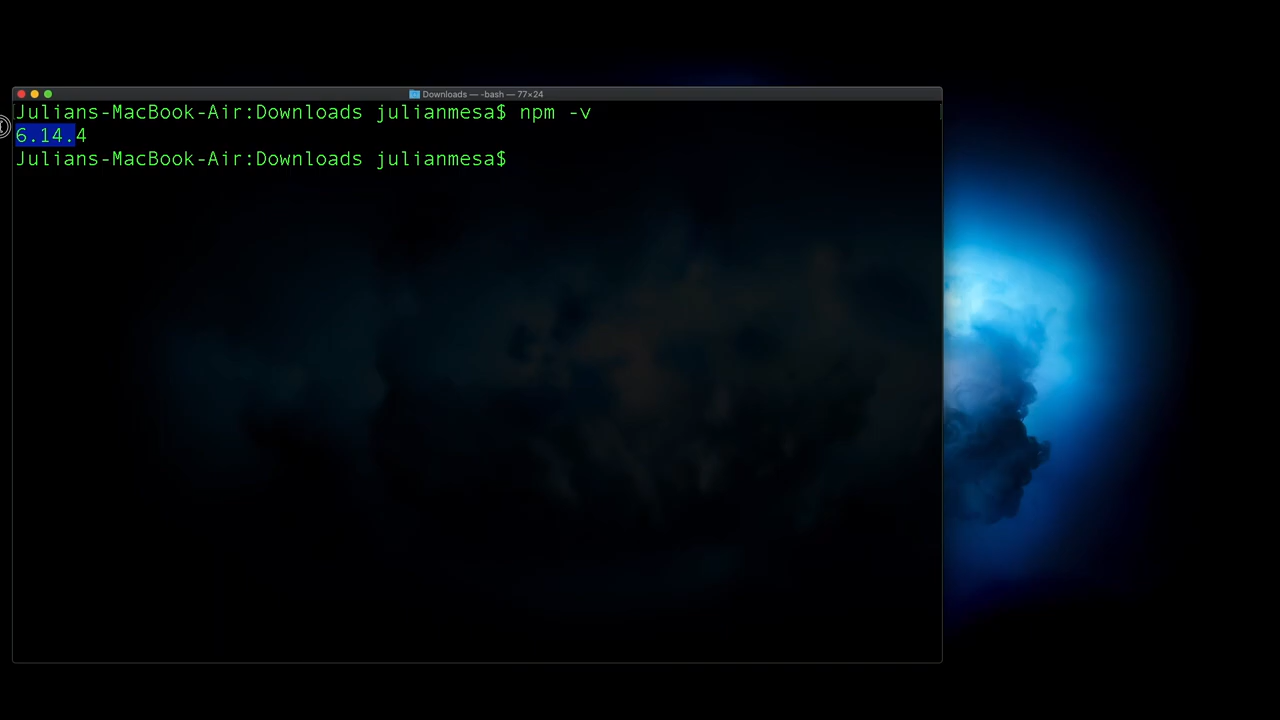 Downloads — -bash — 77×24
Julians-MacBook-Air:Downloads julianmesa$ npm -v
6.14.4
Julians-MacBook-Air:Downloads julianmesa$